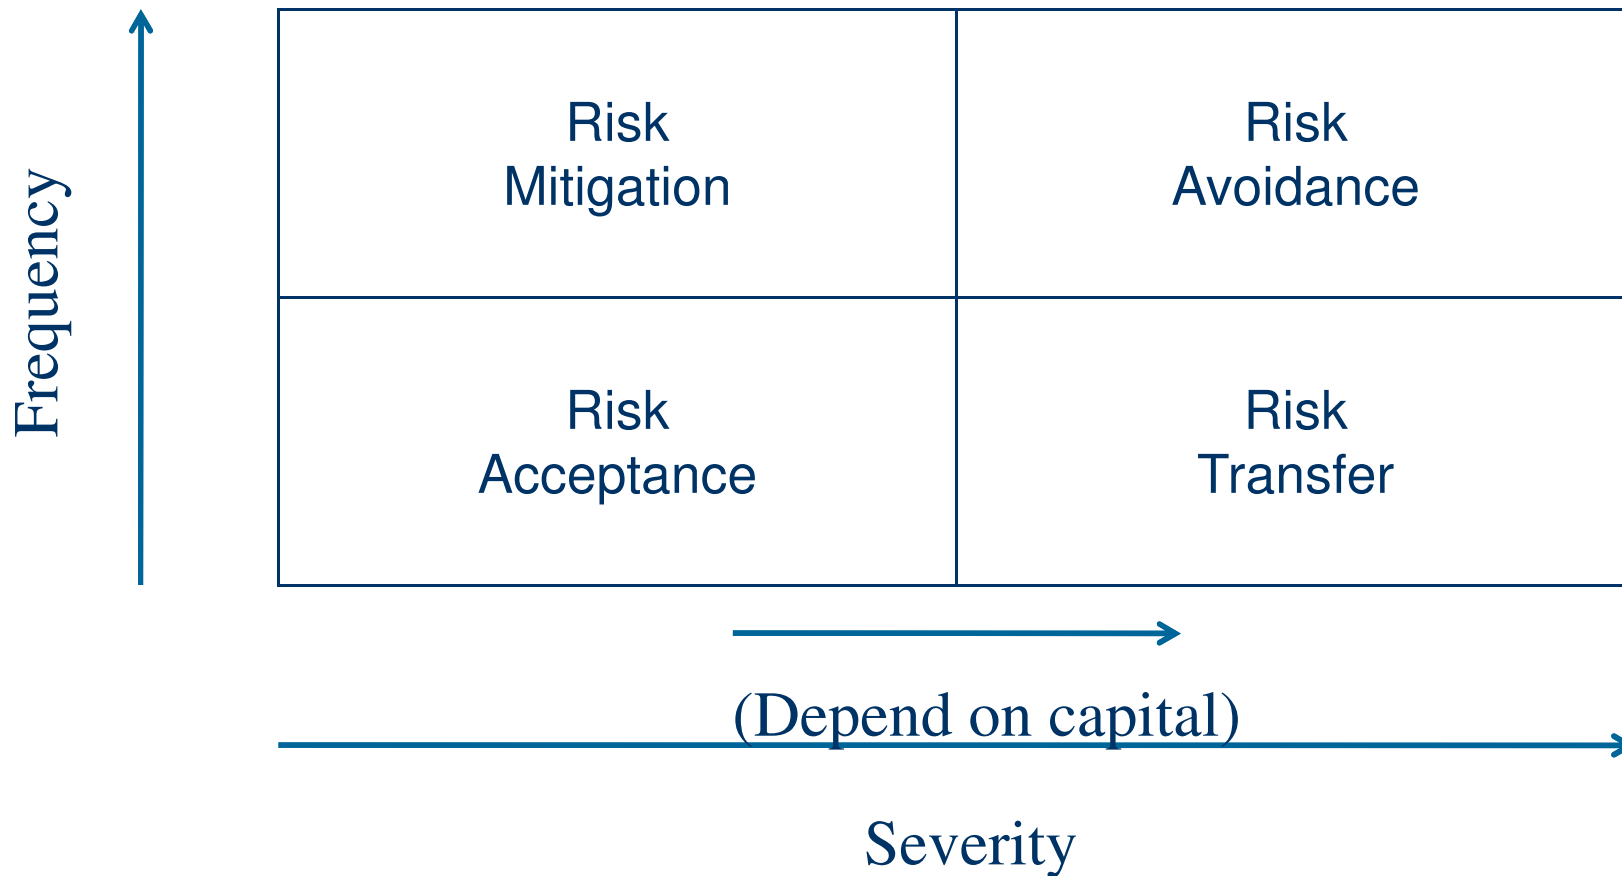 Frequency
Risk
Mitigation
Risk
Avoidance
Risk
Acceptance
Risk
Transfer
(Depend on capital)
Severity